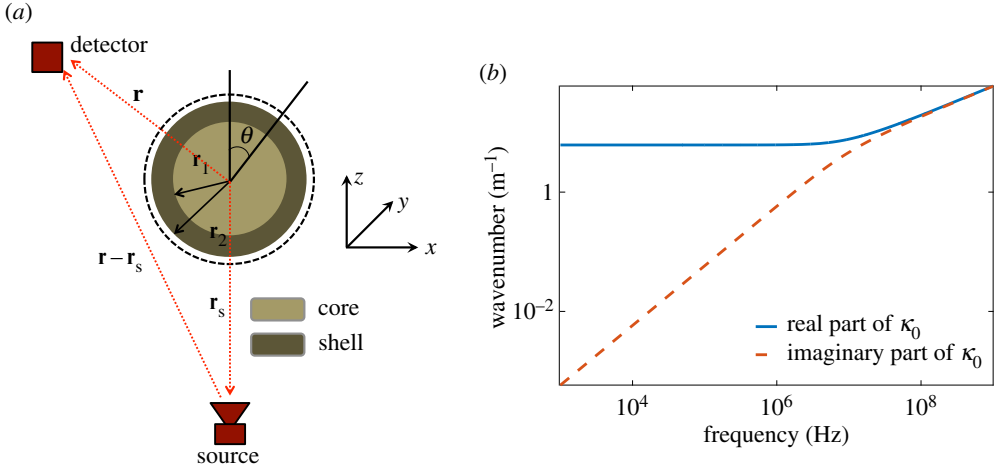 (a)
detector
r
θ
r₁
r₂
z
y
x
r – rₛ
rₛ
core
shell
source
(b)
wavenumber (m⁻¹)
1
10⁻²
real part of κ₀
imaginary part of κ₀
10⁴
10⁶
10⁸
frequency (Hz)